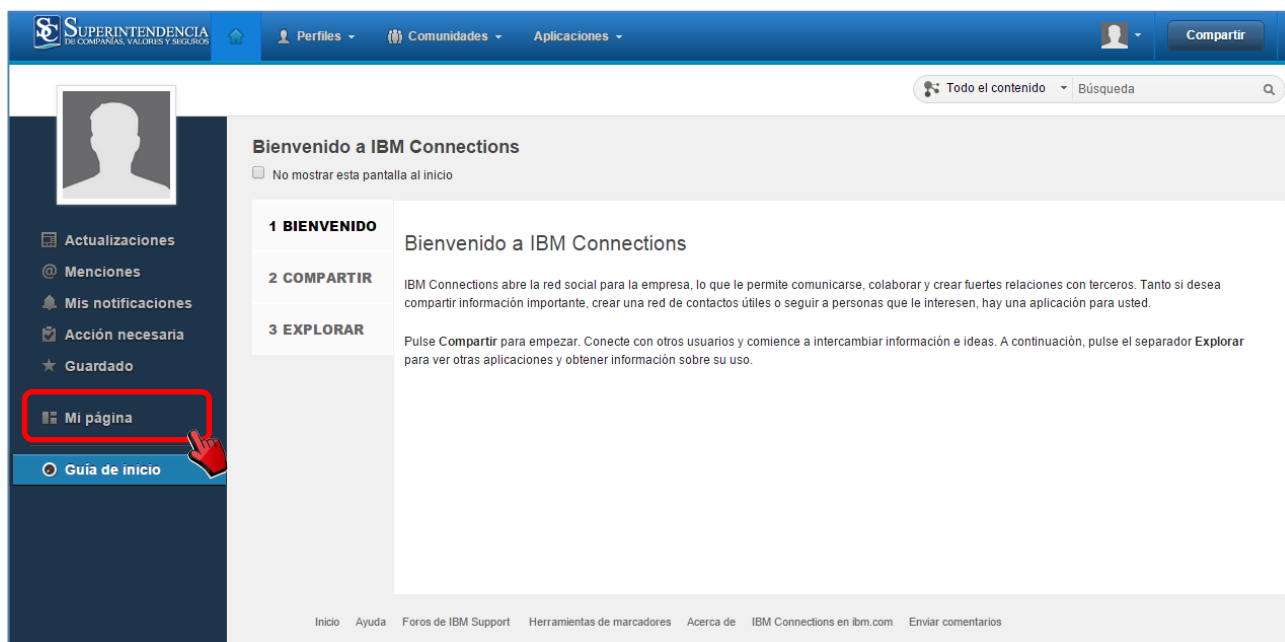 SC SUPERINTENDENCIA
DE COMPAÑÍAS, VALORES Y SEGUROS
Perfiles
Comunidades
Aplicaciones
Compartir
Todo el contenido
Búsqueda
Actualizaciones
@ Menciones
Mis notificaciones
Acción necesaria
Guardado
Mi página
Guía de inicio
Bienvenido a IBM Connections
No mostrar esta pantalla al inicio
1 BIENVENIDO
2 COMPARTIR
3 EXPLORAR
Bienvenido a IBM Connections
IBM Connections abre la red social para la empresa, lo que le permite comunicarse, colaborar y crear fuertes relaciones con terceros. Tanto si desea
compartir información importante, crear una red de contactos útiles o seguir a personas que le interesen, hay una aplicación para usted.
Pulse Compartir para empezar. Conecte con otros usuarios y comience a intercambiar información e ideas. A continuación, pulse el separador Explorar
para ver otras aplicaciones y obtener información sobre su uso.
Inicio Ayuda Foros de IBM Support Herramientas de marcadores Acerca de IBM Connections en ibm.com Enviar comentarios